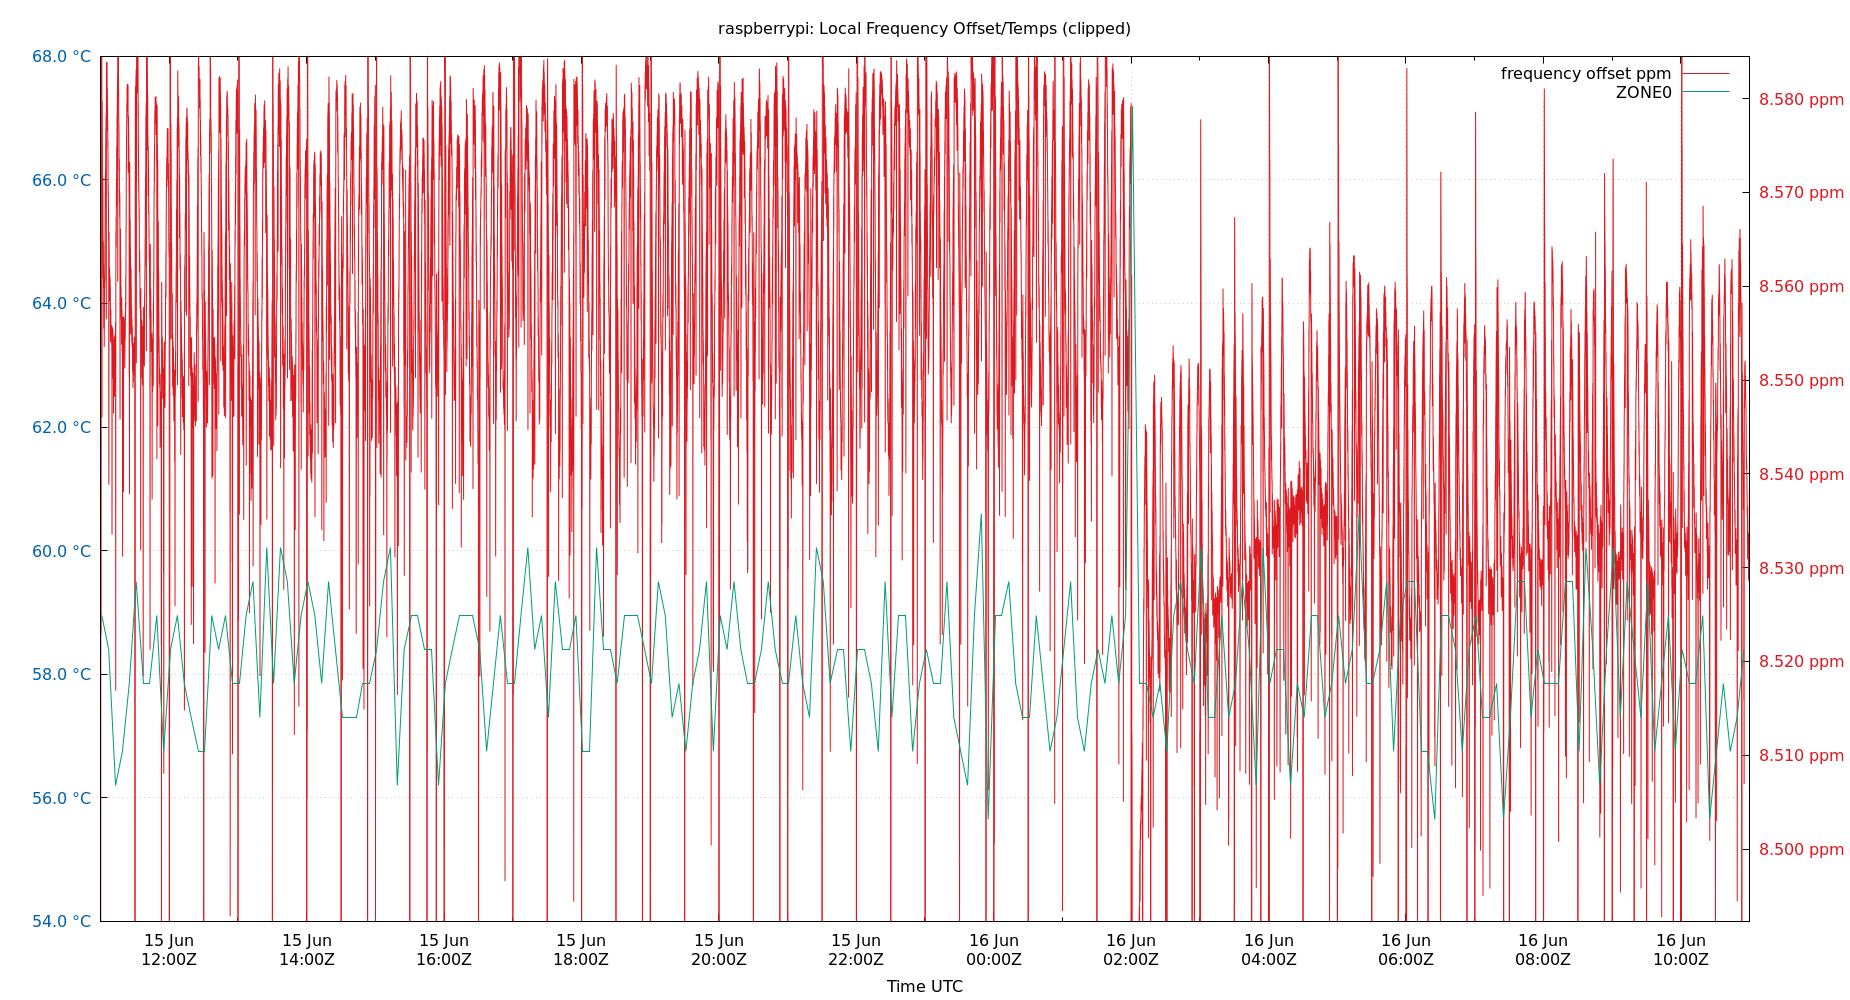 raspberrypi: Local Frequency Offset/Temps (clipped)
frequency offset ppm
ZONE0
68.0 °C
66.0 °C
64.0 °C
62.0 °C
60.0 °C
58.0 °C
56.0 °C
54.0 °C
8.580 ppm
8.570 ppm
8.560 ppm
8.550 ppm
8.540 ppm
8.530 ppm
8.520 ppm
8.510 ppm
8.500 ppm
15 Jun
12:00Z
15 Jun
14:00Z
15 Jun
16:00Z
15 Jun
18:00Z
15 Jun
20:00Z
15 Jun
22:00Z
16 Jun
00:00Z
16 Jun
02:00Z
16 Jun
04:00Z
16 Jun
06:00Z
16 Jun
08:00Z
16 Jun
10:00Z
Time UTC